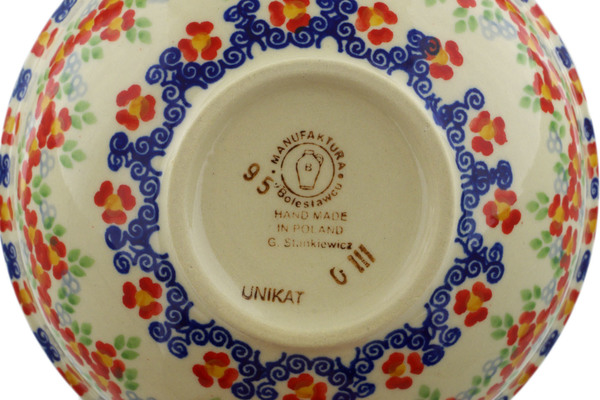 MANUFAKTURA
B
"Bolesławcu
95
HAND MADE
IN POLAND
G. Stankiewicz
U III
UNIKAT